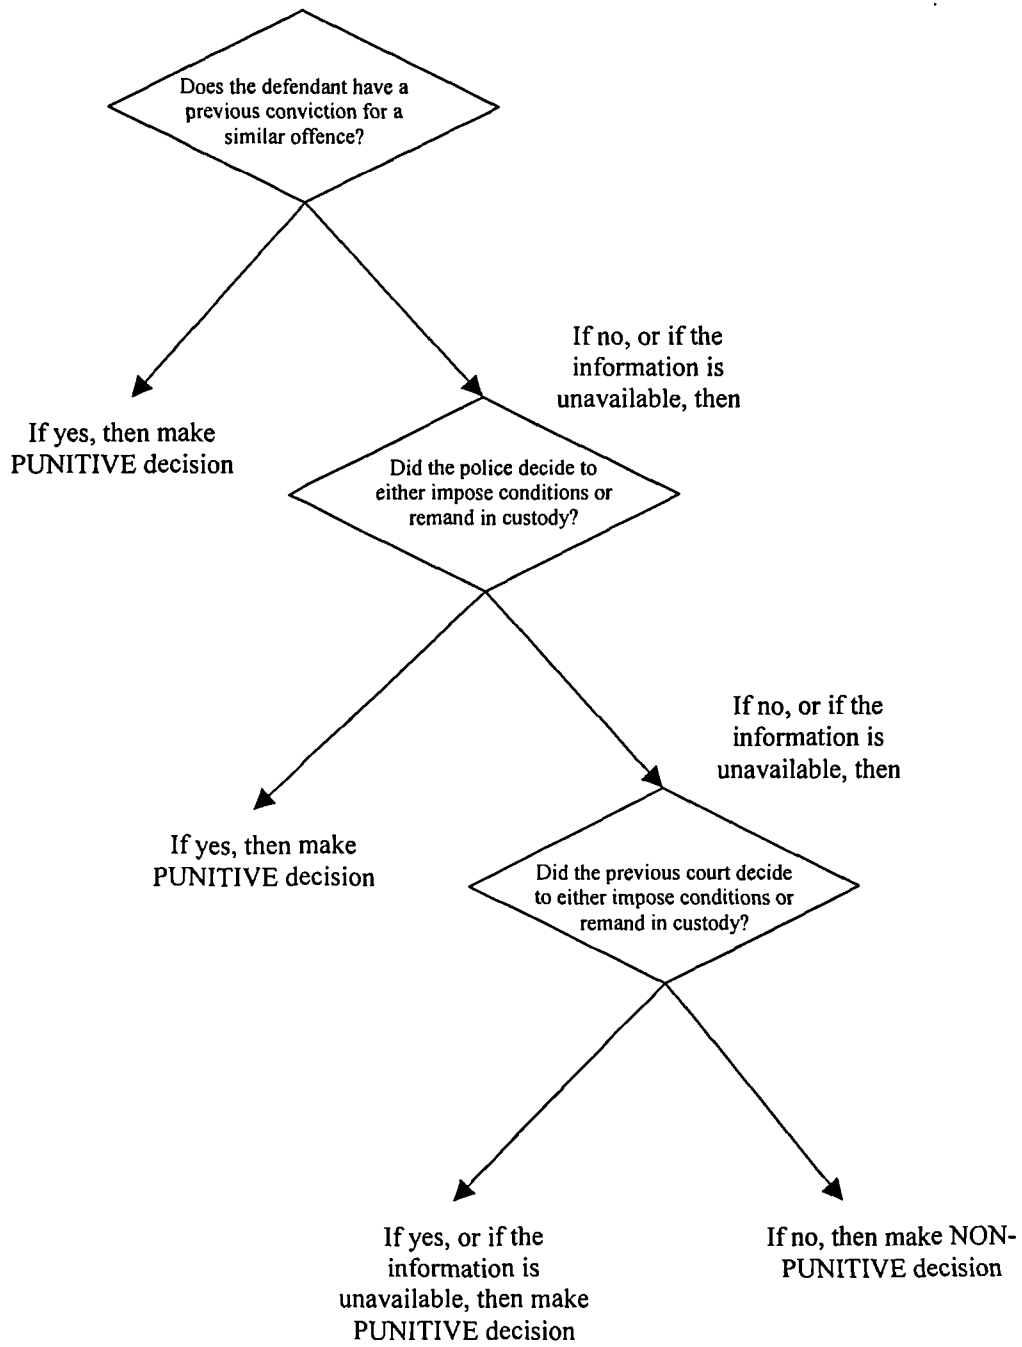 Does the defendant have a
previous conviction for a
similar offence?
If no, or if the
information is
unavailable, then
If yes, then make
PUNITIVE decision
Did the police decide to
either impose conditions or
remand in custody?
If no, or if the
information is
unavailable, then
If yes, then make
PUNITIVE decision
Did the previous court decide
to either impose conditions or
remand in custody?
If yes, or if the
information is
unavailable, then make
PUNITIVE decision
If no, then make NON-
PUNITIVE decision